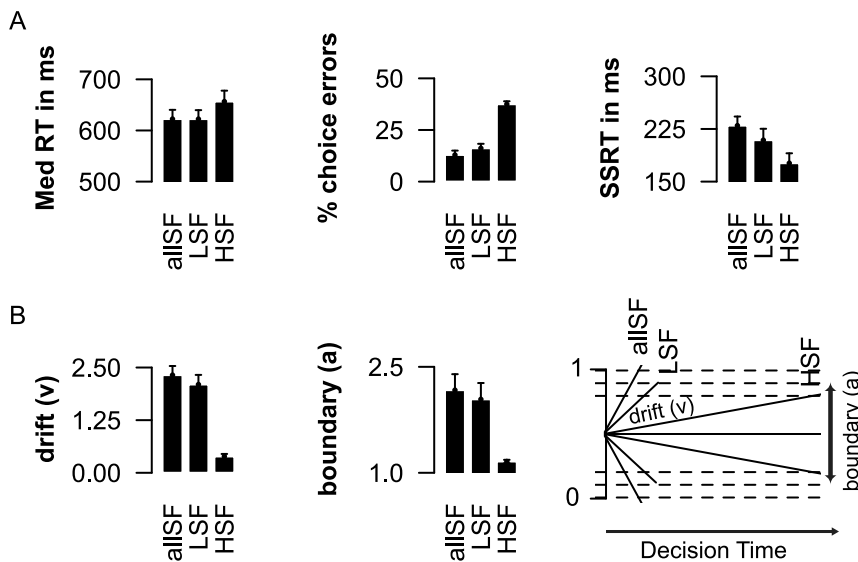 A
Med RT in ms
700
600
500
allSF
LSF
HSF
% choice errors
50
25
0
allSF
LSF
HSF
SSRT in ms
300
225
150
allSF
LSF
HSF
B
drift (v)
2.50
1.25
0.00
allSF
LSF
HSF
boundary (a)
2.5
1.0
allSF
LSF
HSF
allSF
LSF
HSF
1
0
drift (v)
boundary (a)
Decision Time